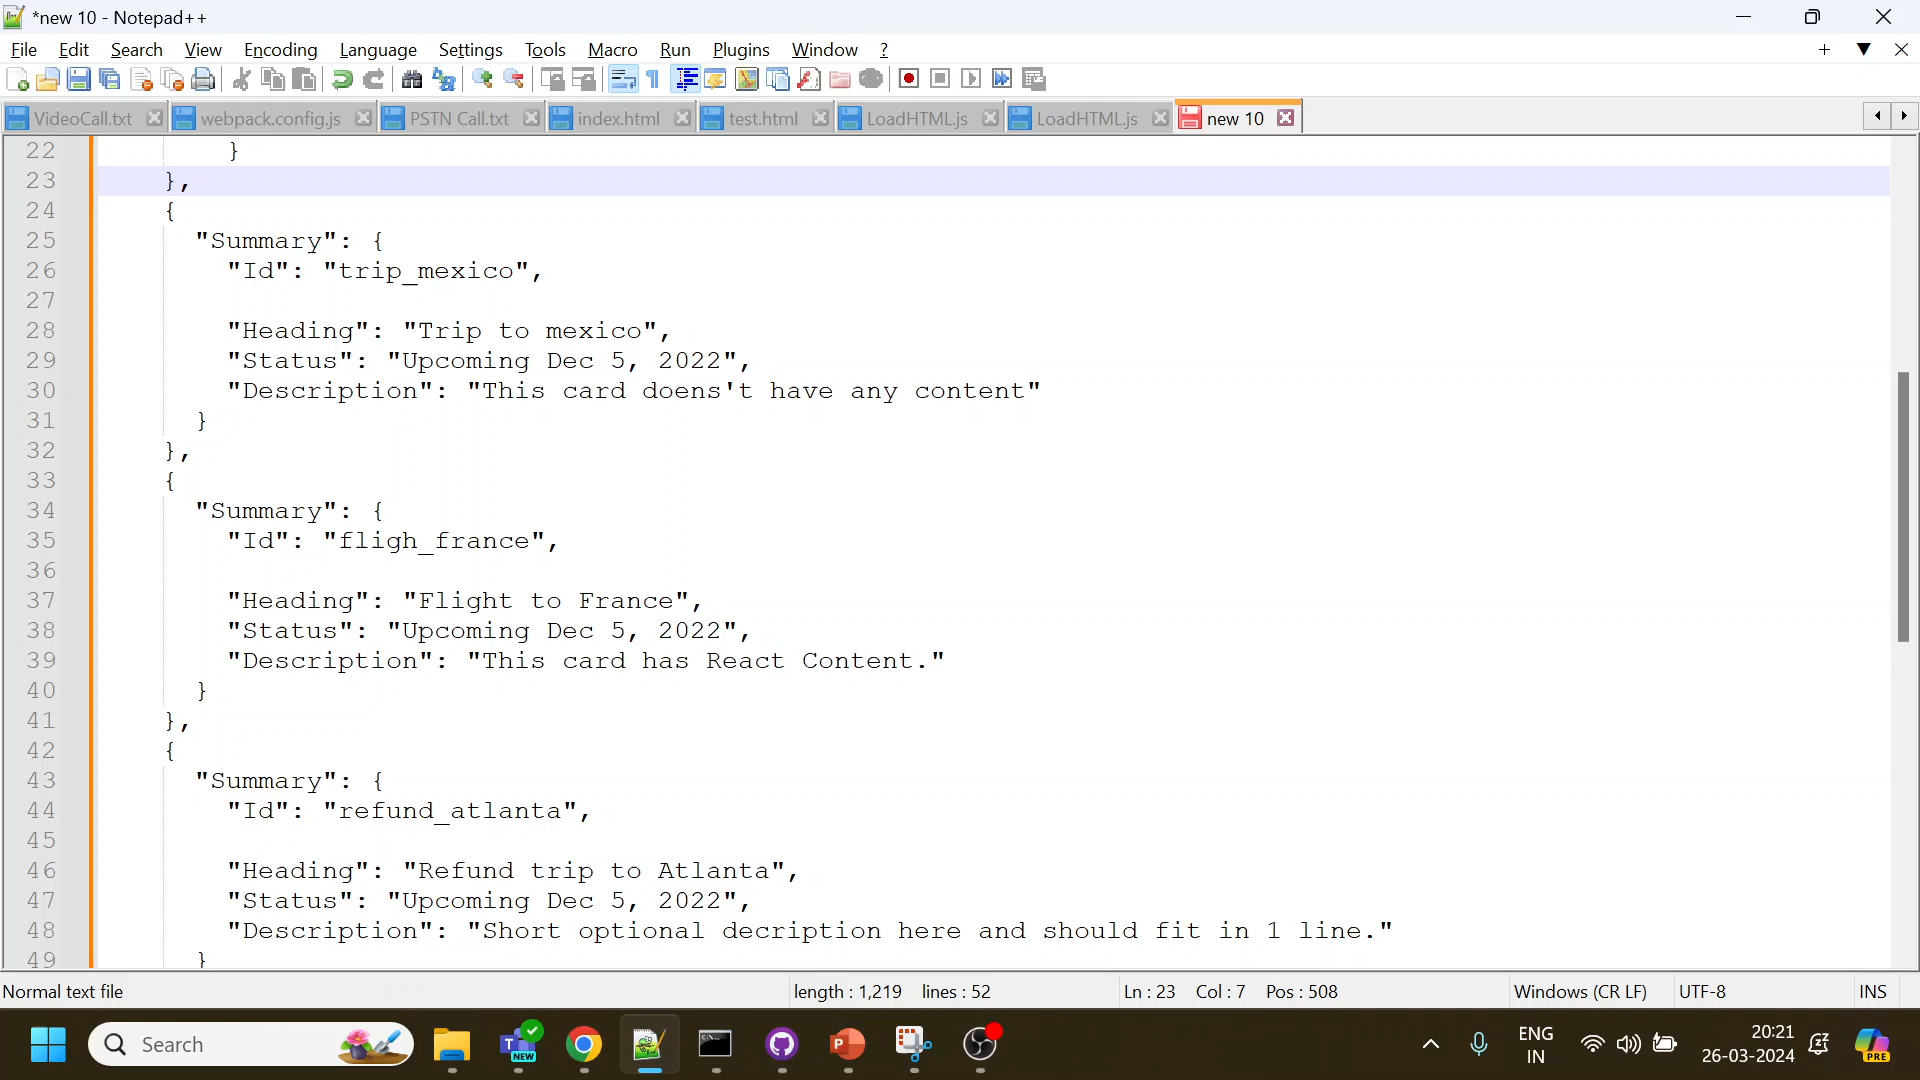 *new 10 - Notepad++
File Edit Search View Encoding Language Settings Tools Macro Run Plugins Window ?
VideoCall.txt webpack.config.js PSTN Call.txt index.html test.html LoadHTML.js LoadHTML.js new 10
22 }
23 },
24 {
25 "Summary": {
26 "Id": "trip_mexico",
27
28 "Heading": "Trip to mexico",
29 "Status": "Upcoming Dec 5, 2022",
30 "Description": "This card doens't have any content"
31 }
32 },
33 {
34 "Summary": {
35 "Id": "fligh_france",
36
37 "Heading": "Flight to France",
38 "Status": "Upcoming Dec 5, 2022",
39 "Description": "This card has React Content."
40 }
41 },
42 {
43 "Summary": {
44 "Id": "refund_atlanta",
45
46 "Heading": "Refund trip to Atlanta",
47 "Status": "Upcoming Dec 5, 2022",
48 "Description": "Short optional decription here and should fit in 1 line."
49 }
Normal text file length : 1,219 lines : 52 Ln : 23 Col : 7 Pos : 508 Windows (CR LF) UTF-8 INS
Search
ENG
IN
20:21
26-03-2024
NEW
PRE